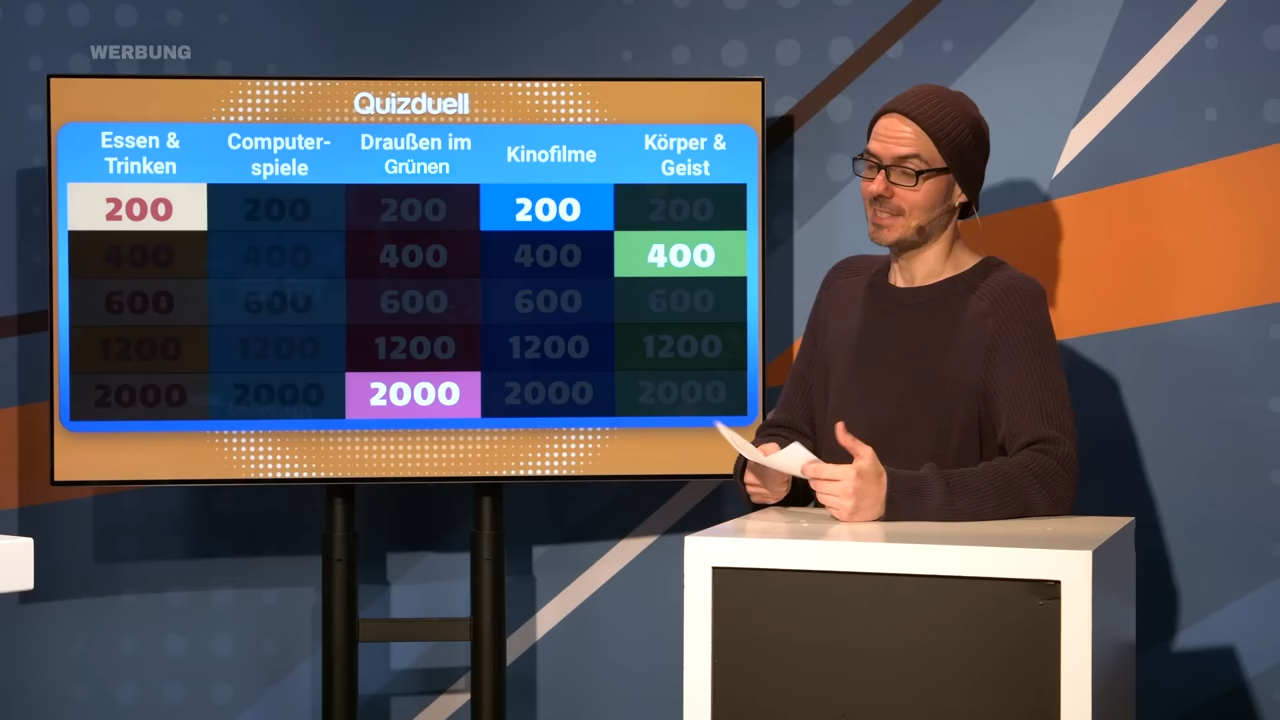 WERBUNG
Quizduell
Essen &
Trinken
Computer-
spiele
Draußen im
Grünen
Kinofilme
Körper &
Geist
200 200 200 200 200
400 400 400 400 400
600 600 600 600 600
1200 1200 1200 1200 1200
2000 2000 2000 2000 2000